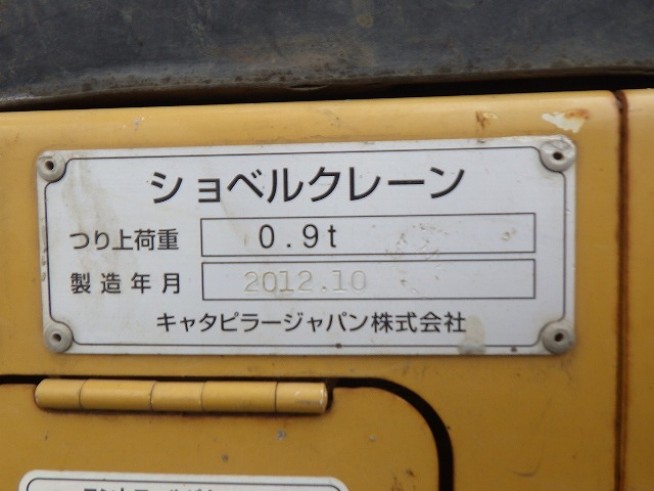 ショベルクレーン
つり上荷重 0.9t
製造年月 2012.10
キャタピラージャパン株式会社